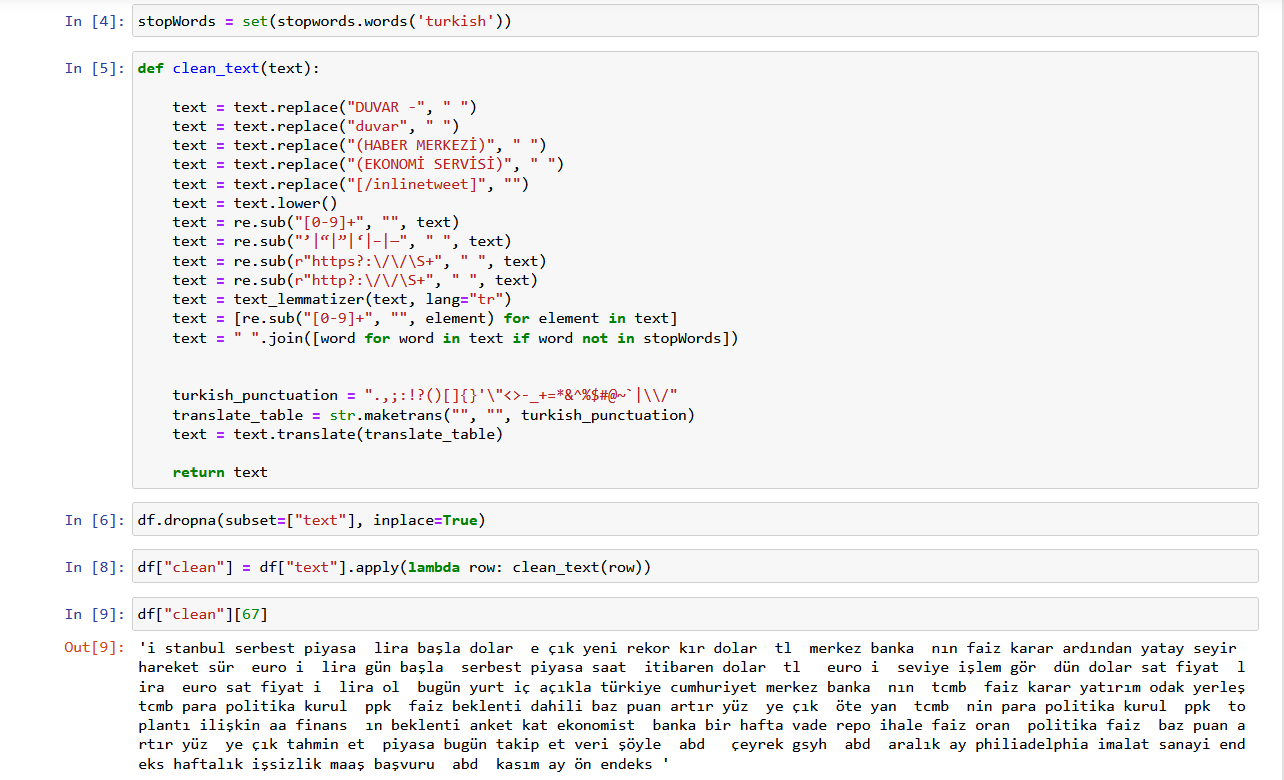 In [4]: stopWords = set(stopwords.words('turkish'))
In [5]: def clean_text(text):
text = text.replace("DUVAR -", " ")
text = text.replace("duvar", " ")
text = text.replace("(HABER MERKEZİ)", " ")
text = text.replace("(EKONOMİ SERVİSİ)", " ")
text = text.replace("[/inlinetweet]", "")
text = text.lower()
text = re.sub("[0-9]+", "", text)
text = re.sub("’|“|”|‘|–|—", " ", text)
text = re.sub(r"https?:\/\/\S+", " ", text)
text = re.sub(r"http?:\/\/\S+", " ", text)
text = text_lemmatizer(text, lang="tr")
text = [re.sub("[0-9]+", "", element) for element in text]
text = " ".join([word for word in text if word not in stopWords])
turkish_punctuation = ".,;:!?()[]{}'\"<>-_+=*&^%$#@~`|\\/"
translate_table = str.maketrans("", "", turkish_punctuation)
text = text.translate(translate_table)
return text
In [6]: df.dropna(subset=["text"], inplace=True)
In [8]: df["clean"] = df["text"].apply(lambda row: clean_text(row))
In [9]: df["clean"][67]
Out[9]: 'i stanbul serbest piyasa  lira başla dolar  e çık yeni rekor kır dolar  tl  merkez banka  nın faiz karar ardından yatay seyir
hareket sür  euro i  lira gün başla  serbest piyasa saat  itibaren dolar  tl   euro i  seviye işlem gör  dün dolar sat fiyat  l
ira  euro sat fiyat i  lira ol  bugün yurt iç açıkla türkiye cumhuriyet merkez banka  nın  tcmb  faiz karar yatırım odak yerleş
tcmb para politika kurul  ppk  faiz beklenti dahili baz puan artır yüz  ye çık  öte yan  tcmb  nin para politika kurul  ppk  to
plantı ilişkin aa finans  ın beklenti anket kat ekonomist  banka bir hafta vade repo ihale faiz oran  politika faiz  baz puan a
rtır yüz  ye çık tahmin et  piyasa bugün takip et veri şöyle  abd   çeyrek gsyh  abd  aralık ay philiadelphia imalat sanayi end
eks haftalık işsizlik maaş başvuru  abd  kasım ay ön endeks '